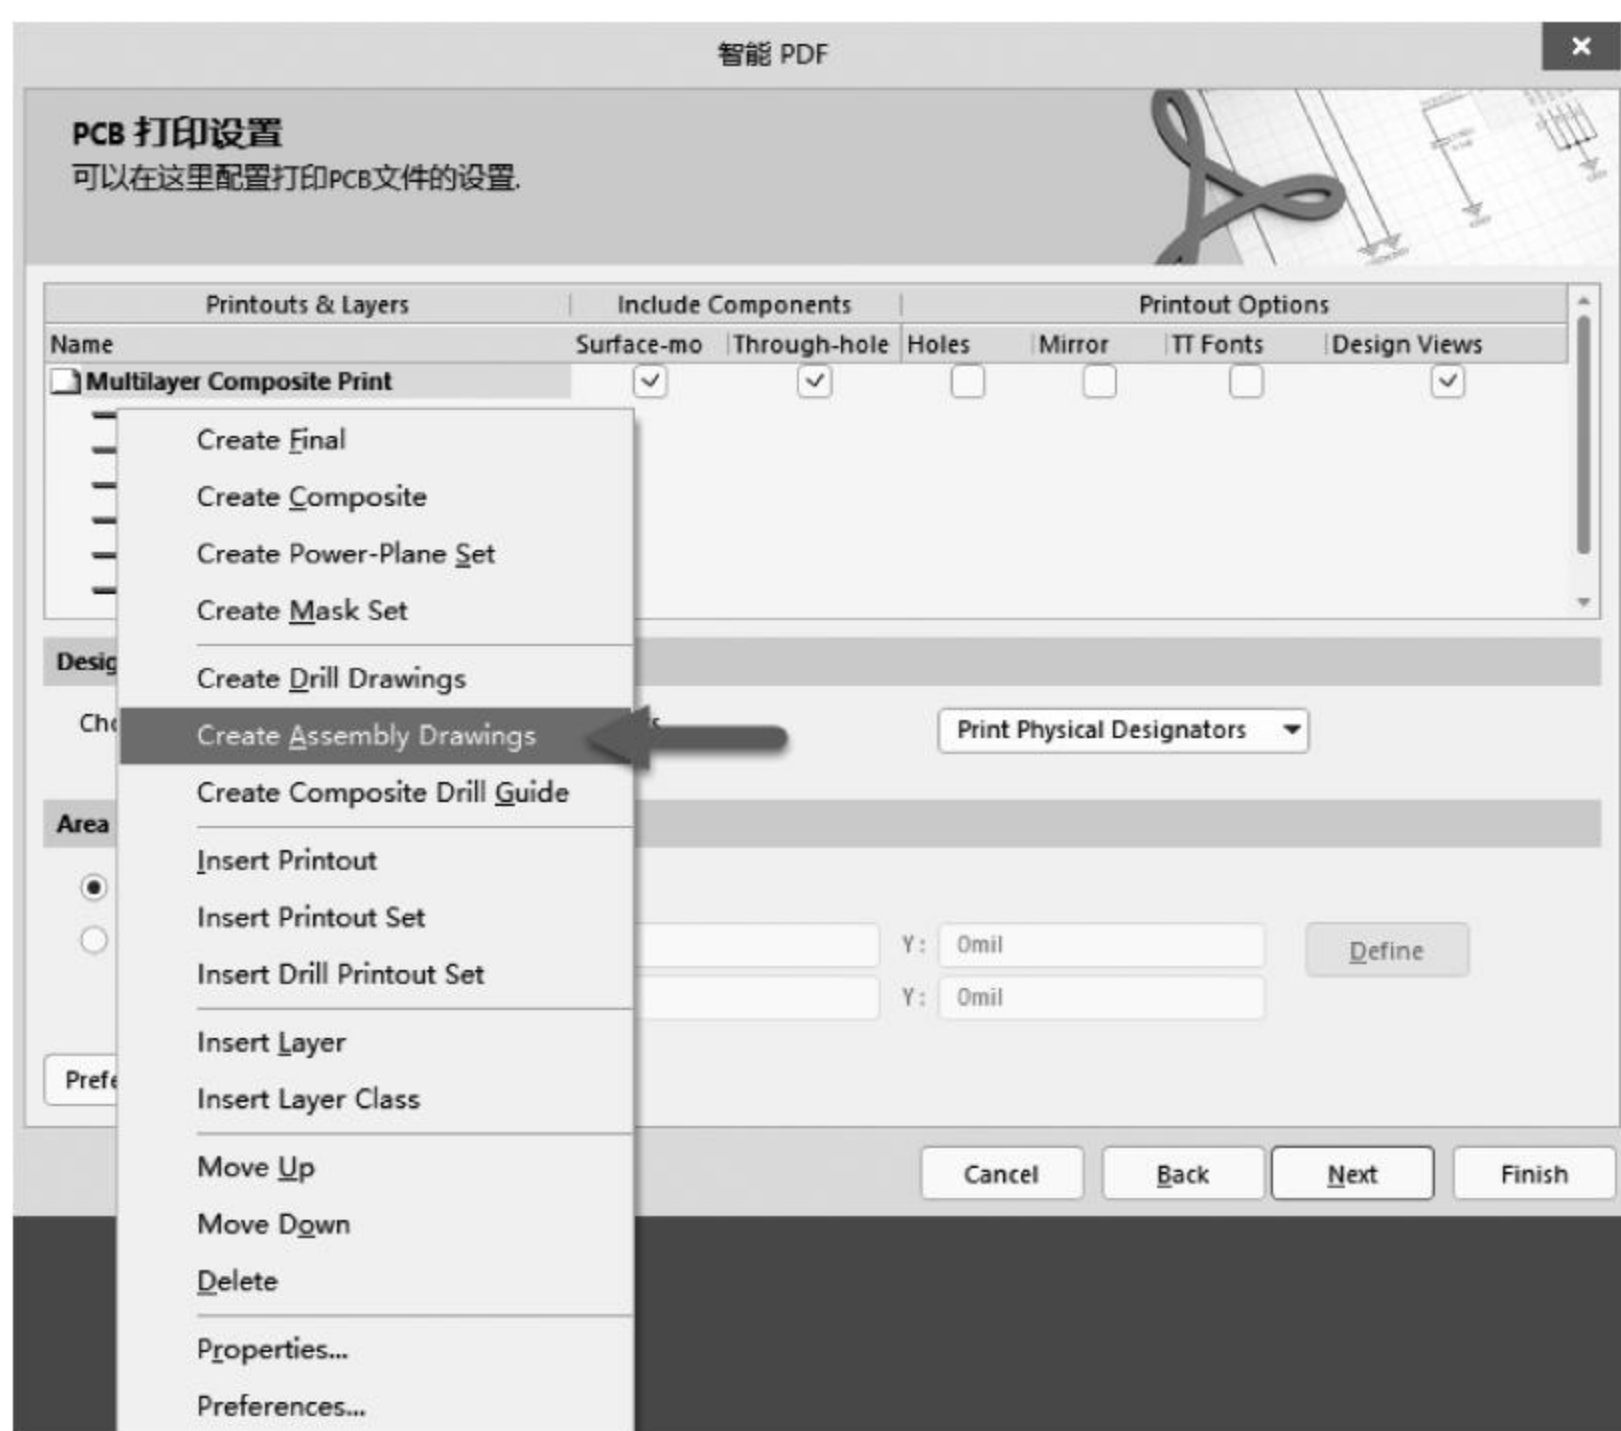 智能 PDF
PCB 打印设置
可以在这里配置打印PCB文件的设置.
Printouts & Layers Include Components Printout Options
Name Surface-mo Through-hole Holes Mirror TT Fonts Design Views
Multilayer Composite Print
Create Final
Create Composite
Create Power-Plane Set
Create Mask Set
Desig
Create Drill Drawings
Cho
Create Assembly Drawings
Print Physical Designators
Create Composite Drill Guide
Area
Insert Printout
Insert Printout Set
Y: 0mil
Define
Insert Drill Printout Set
Y: 0mil
Insert Layer
Prefe
Insert Layer Class
Move Up
Cancel Back Next Finish
Move Down
Delete
Properties...
Preferences...